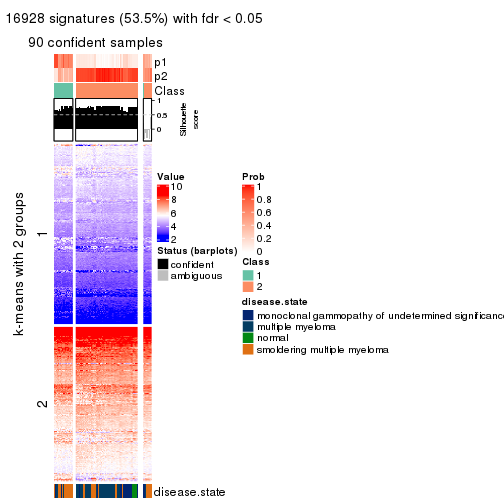 16928 signatures (53.5%) with fdr < 0.05
90 confident samples
p1
p2
Class
1
0.5
0
Silhouette
score
k-means with 2 groups
1
2
disease.state
Value
10
8
6
4
2
Status (barplots)
confident
ambiguous
Prob
1
0.8
0.6
0.4
0.2
0
Class
1
2
disease.state
monoclonal gammopathy of undetermined significance
multiple myeloma
normal
smoldering multiple myeloma